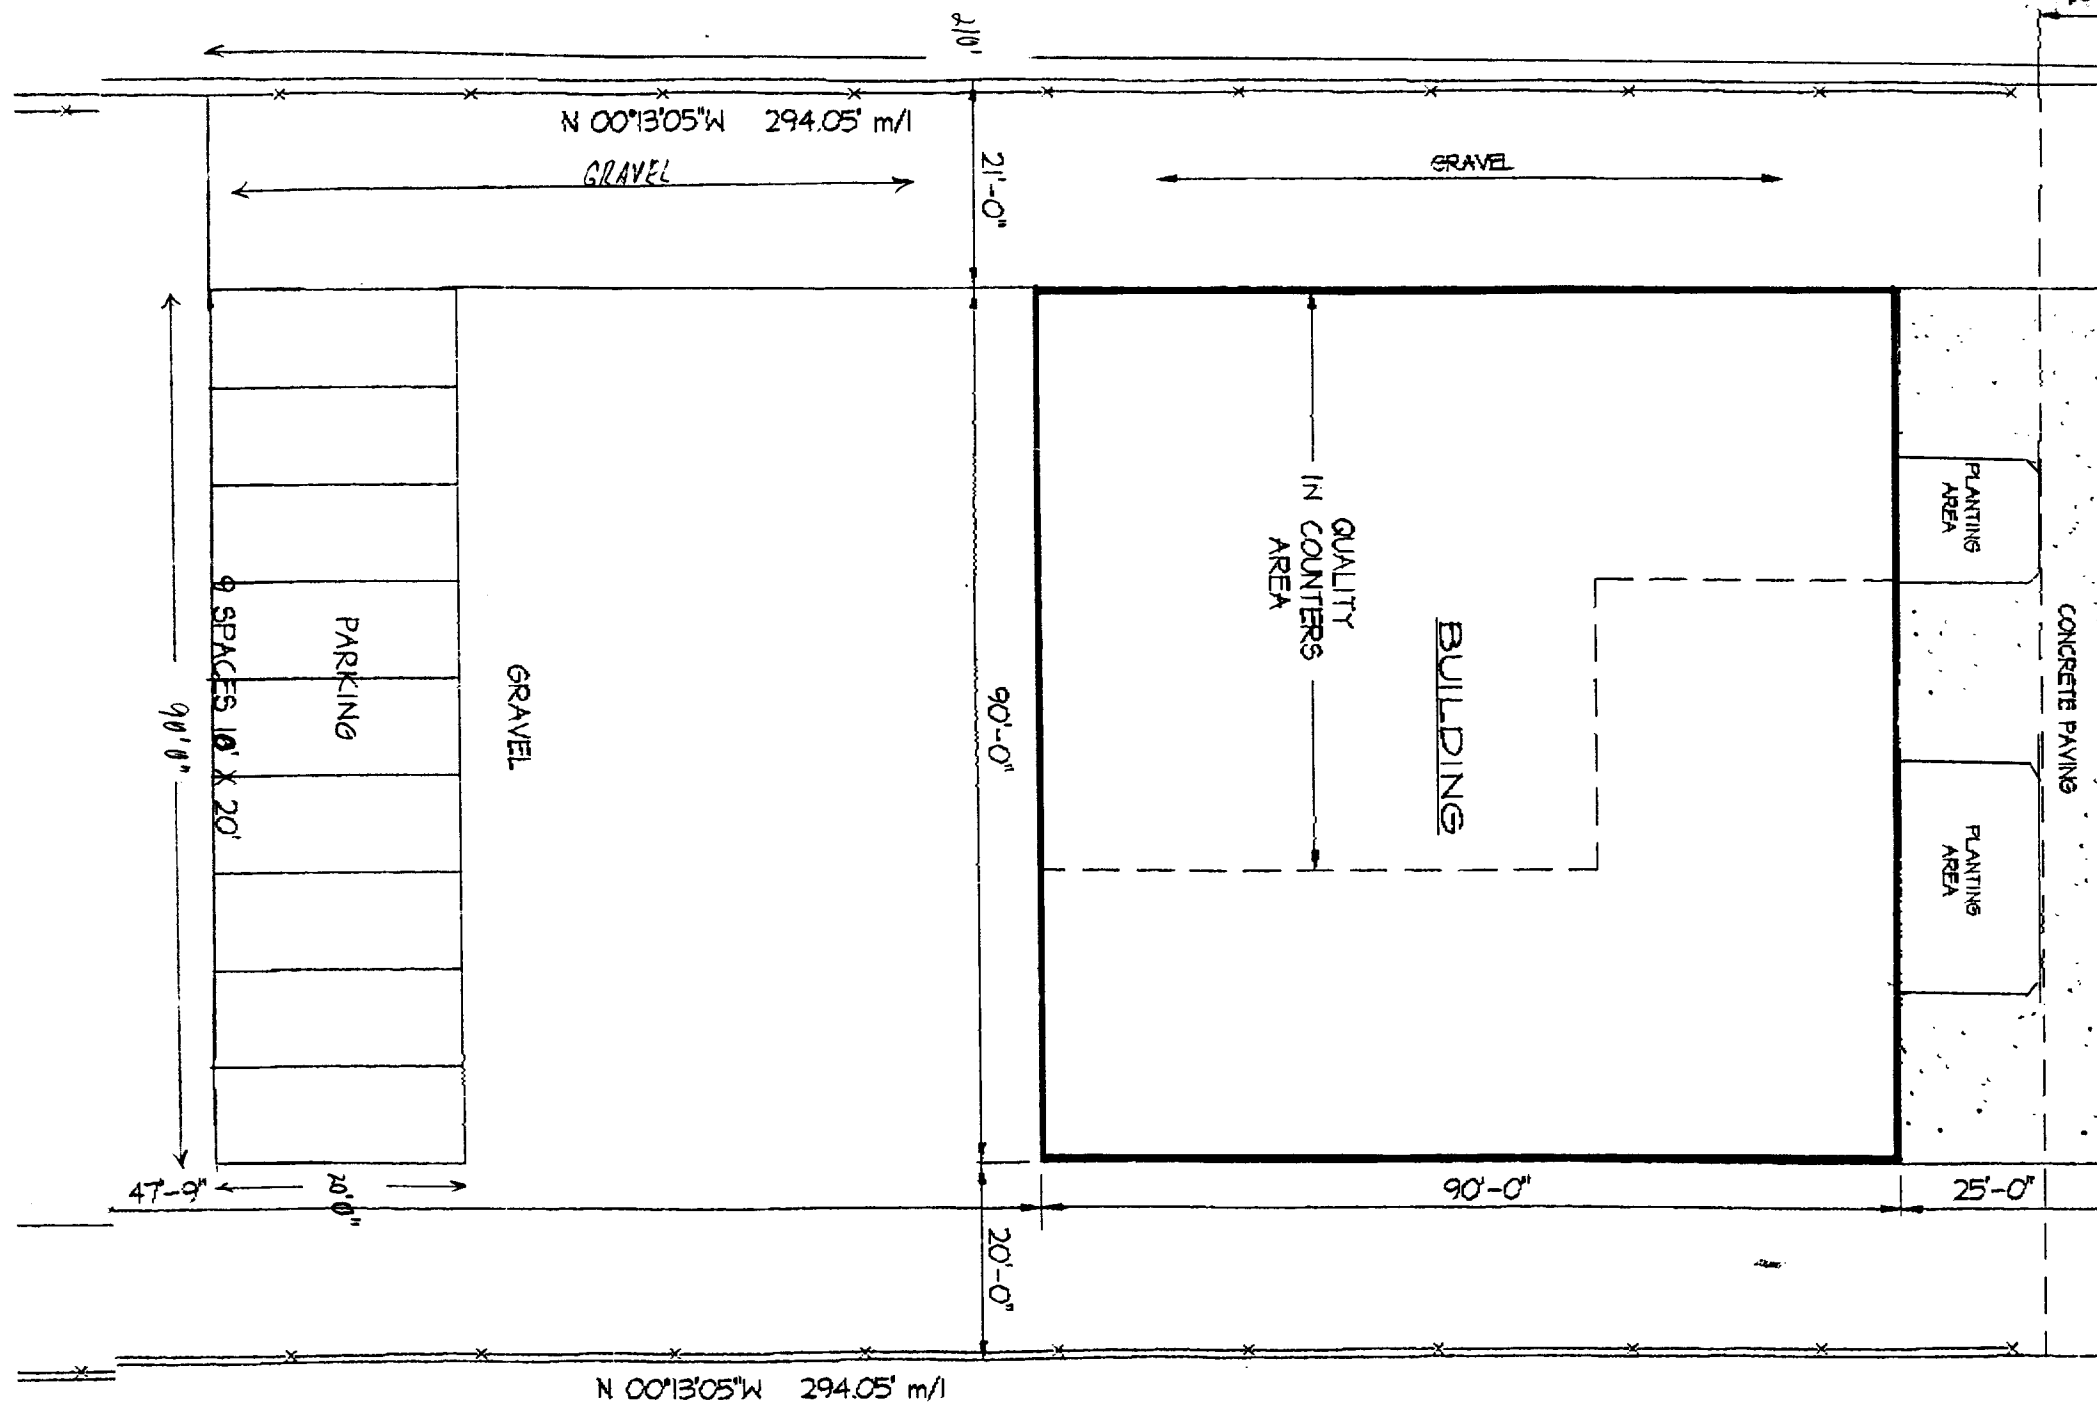 210'
N 00°13'05"W 294.05' m/l
GRAVEL
GRAVEL
21'-0"
PLANTING
AREA
QUALITY
IN COUNTERS
AREA
BUILDING
CONCRETE PAVING
PARKING
9 SPACES 10' X 20'
GRAVEL
90'-0"
90'0"
PLANTING
AREA
47'-9"
20'0"
90'-0"
25'-0"
20'-0"
N 00°13'05"W 294.05' m/l